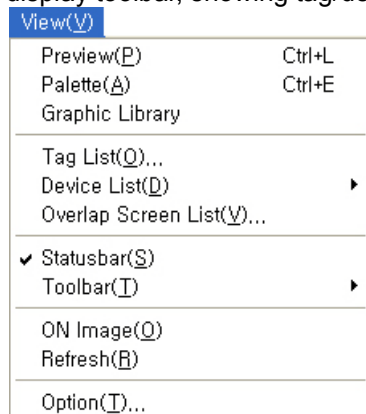 display toolbar, showing tag/de
View(V)
Preview(P) Ctrl+L
Palette(A) Ctrl+E
Graphic Library
Tag List(O)...
Device List(D)
Overlap Screen List(V)...
Statusbar(S)
Toolbar(T)
ON Image(O)
Refresh(R)
Option(T)...